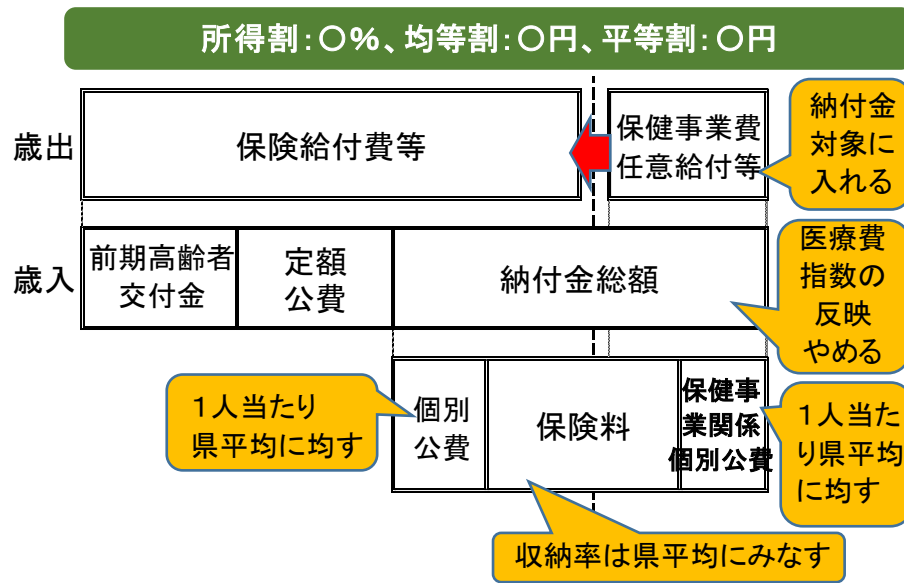 所得割：○％、均等割：○円、平等割：○円
歳出
保険給付費等
保健事業費
任意給付等
納付金
対象に
入れる
歳入
前期高齢者
交付金
定額
公費
納付金総額
医療費
指数の
反映
やめる
１人当たり
県平均に均す
個別
公費
保険料
保健事
業関係
個別公費
１人当た
り県平均
に均す
収納率は県平均にみなす